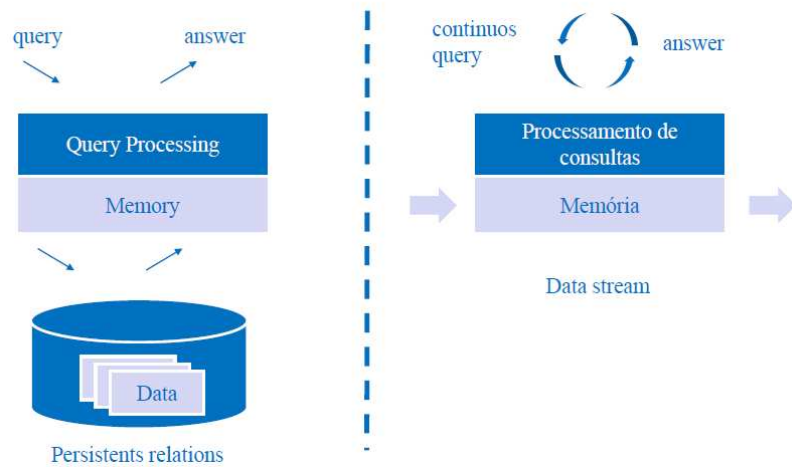 query
answer
Query Processing
Memory
Data
Persistents relations
continuos
query
answer
Processamento de
consultas
Memória
Data stream